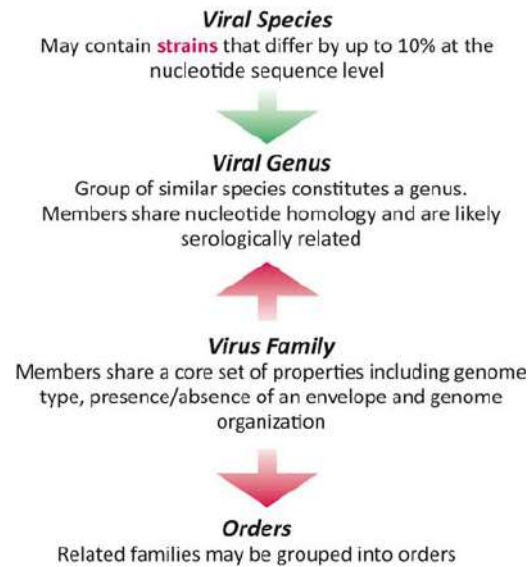 Viral Species
May contain strains that differ by up to 10% at the
nucleotide sequence level
Viral Genus
Group of similar species constitutes a genus.
Members share nucleotide homology and are likely
serologically related
Virus Family
Members share a core set of properties including genome
type, presence/absence of an envelope and genome
organization
Orders
Related families may be grouped into orders